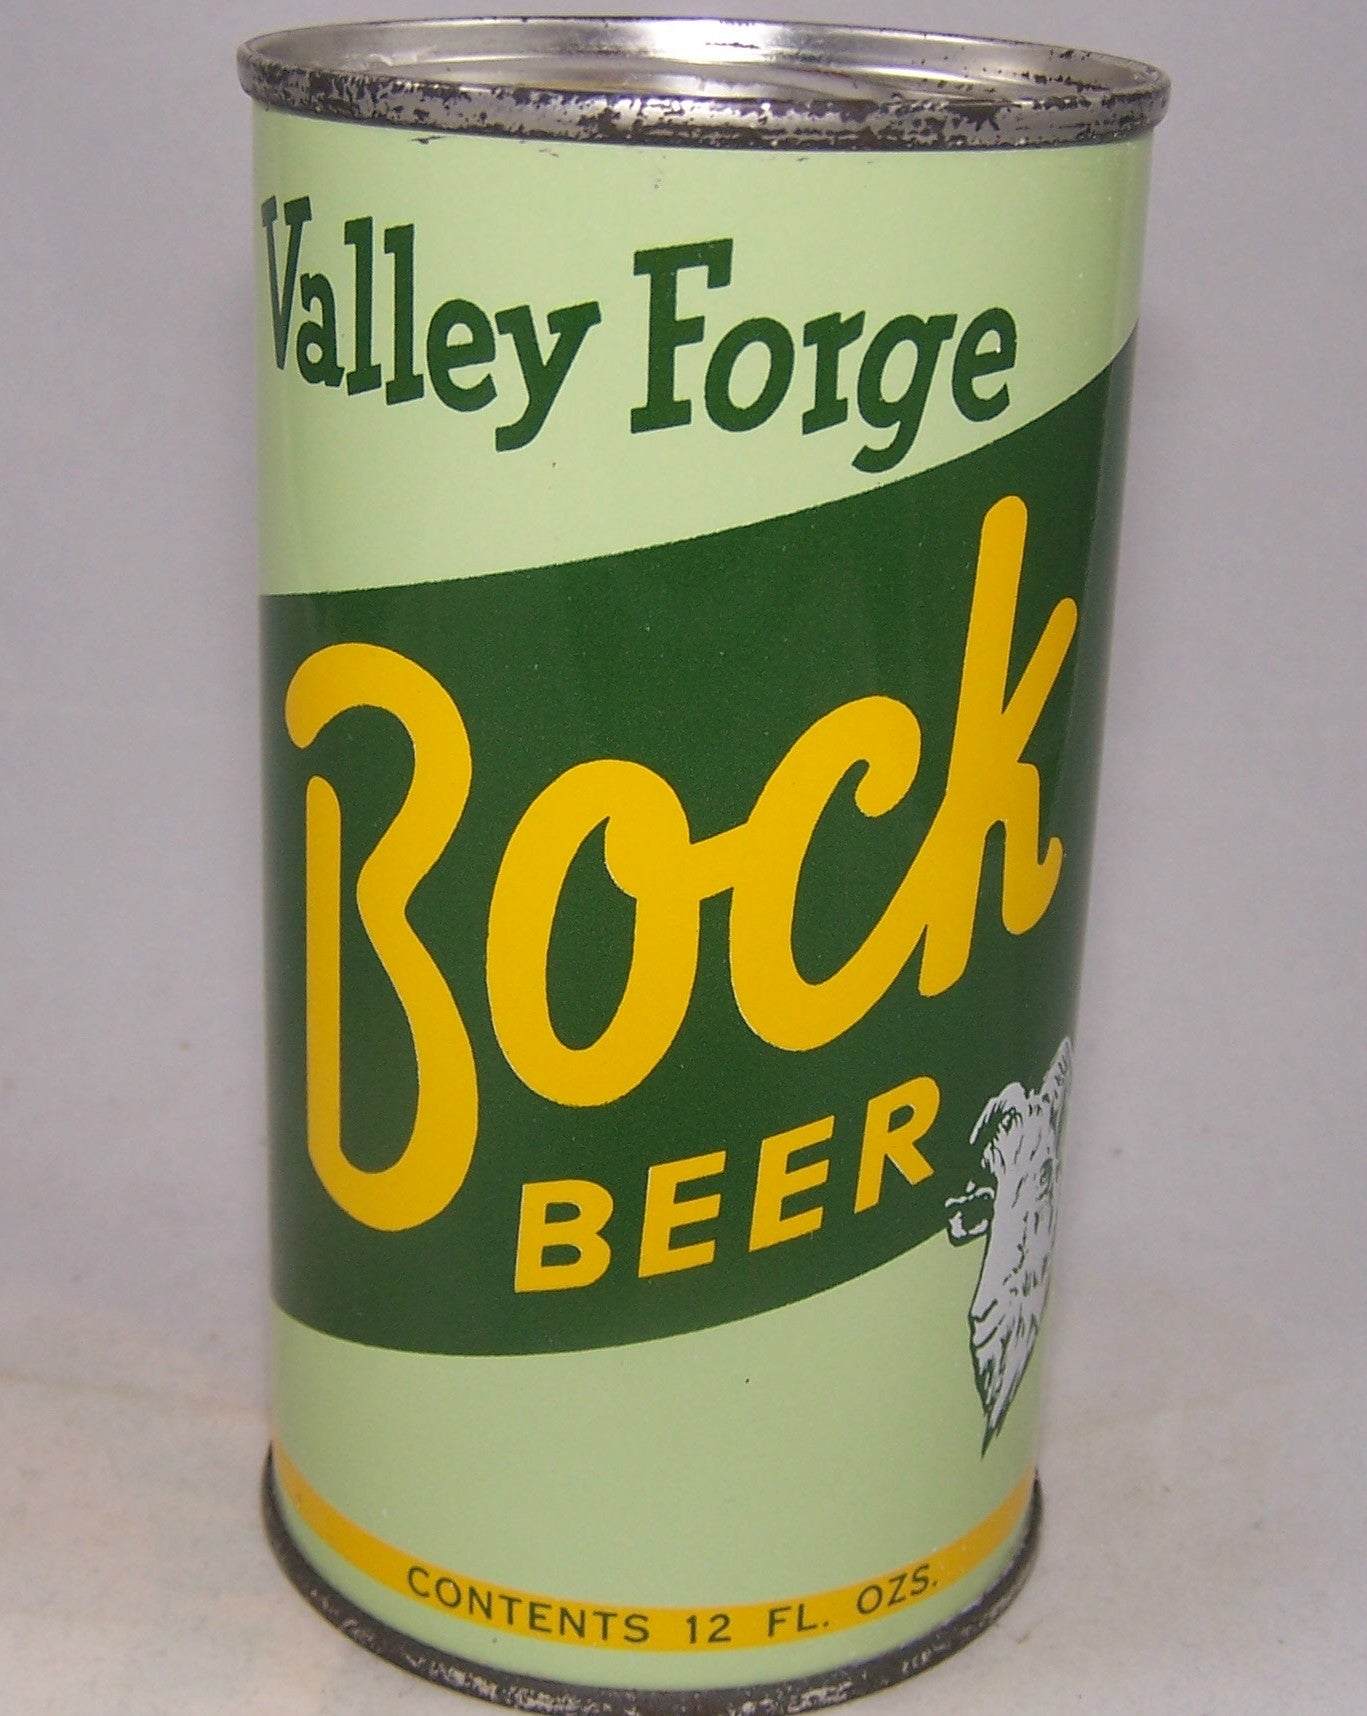 Valley Forge
Bock
BEER
CONTENTS 12 FL. OZS.